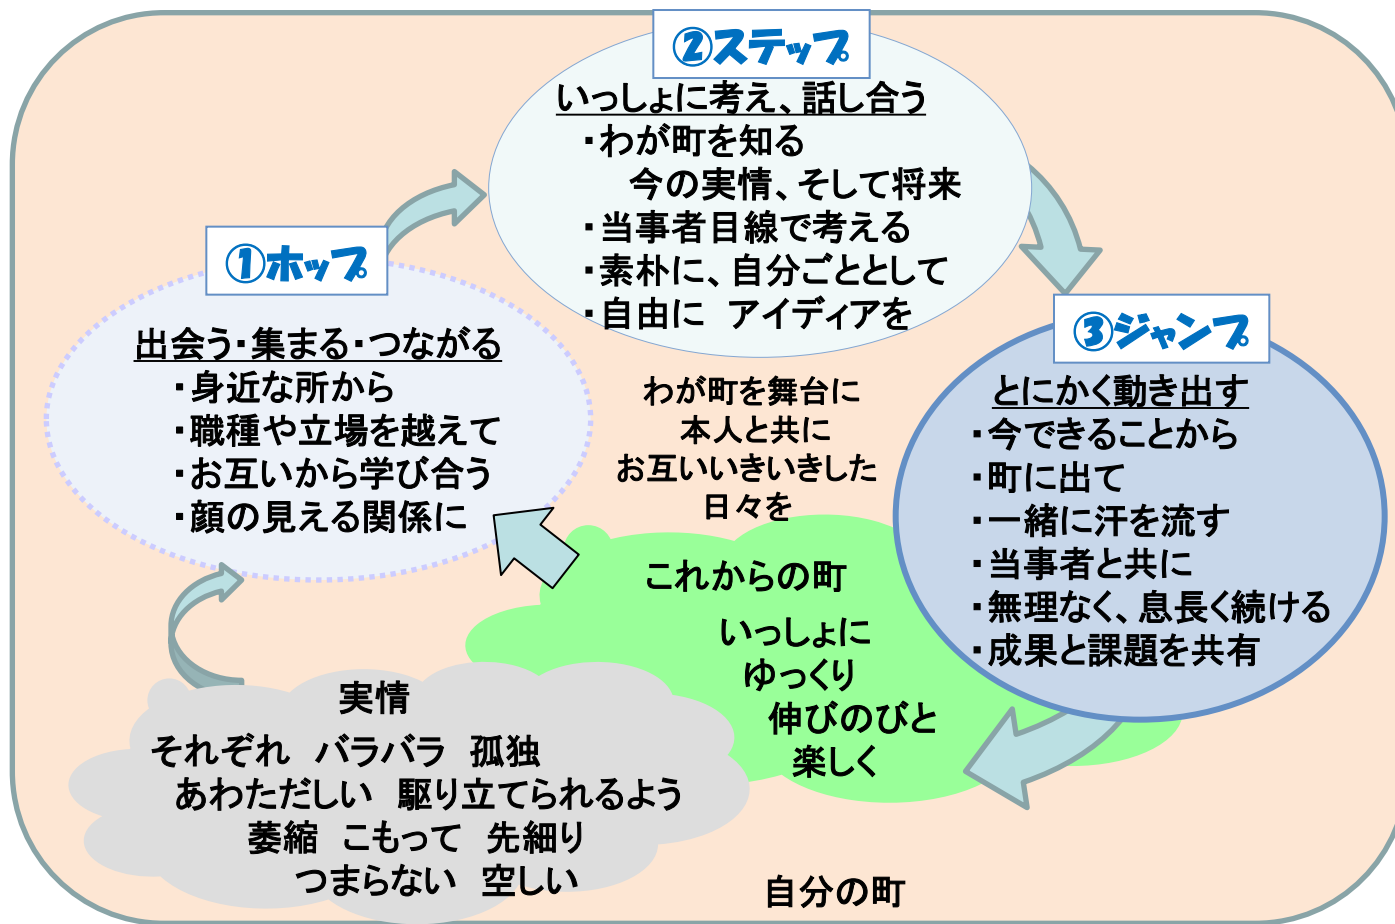 ①ホップ
出会う・集まる・つながる
・身近な所から
・職種や立場を越えて
・お互いから学び合う
・顔の見える関係に
②ステップ
いっしょに考え、話し合う
・わが町を知る
今の実情、そして将来
・当事者目線で考える
・素朴に、自分ごととして
・自由に アイディアを
③ジャンプ
とにかく動き出す
・今できることから
・町に出て
・一緒に汗を流す
・当事者と共に
・無理なく、息長く続ける
・成果と課題を共有
わが町を舞台に
本人と共に
お互いいきいきした
日々を
これからの町
いっしょに
ゆっくり
伸びのびと
楽しく
実情
それぞれ バラバラ 孤独
あわただしい 駆り立てられるよう
萎縮 こもって 先細り
つまらない 空しい
自分の町